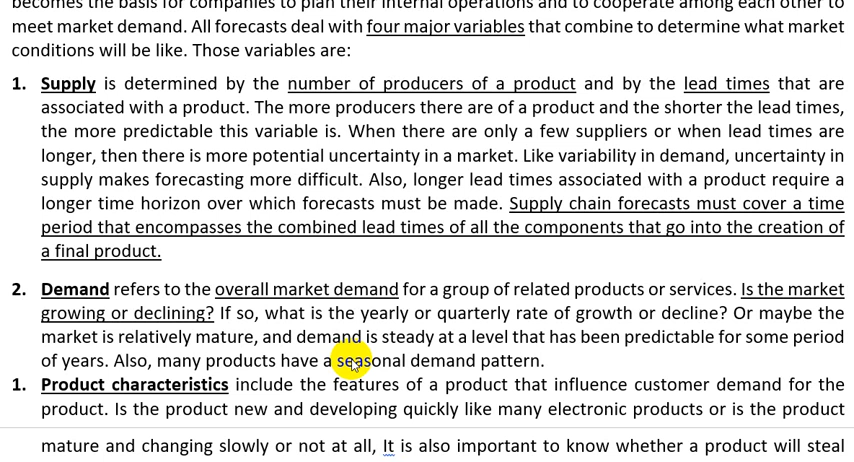 becomes the basis for companies to plan their internal operations and to cooperate among each other to
meet market demand. All forecasts deal with four major variables that combine to determine what market
conditions will be like. Those variables are:
1. Supply is determined by the number of producers of a product and by the lead times that are
associated with a product. The more producers there are of a product and the shorter the lead times,
the more predictable this variable is. When there are only a few suppliers or when lead times are
longer, then there is more potential uncertainty in a market. Like variability in demand, uncertainty in
supply makes forecasting more difficult. Also, longer lead times associated with a product require a
longer time horizon over which forecasts must be made. Supply chain forecasts must cover a time
period that encompasses the combined lead times of all the components that go into the creation of
a final product.
2. Demand refers to the overall market demand for a group of related products or services. Is the market
growing or declining? If so, what is the yearly or quarterly rate of growth or decline? Or maybe the
market is relatively mature, and demand is steady at a level that has been predictable for some period
of years. Also, many products have a seasonal demand pattern.
1. Product characteristics include the features of a product that influence customer demand for the
product. Is the product new and developing quickly like many electronic products or is the product
mature and changing slowly or not at all, It is also important to know whether a product will steal